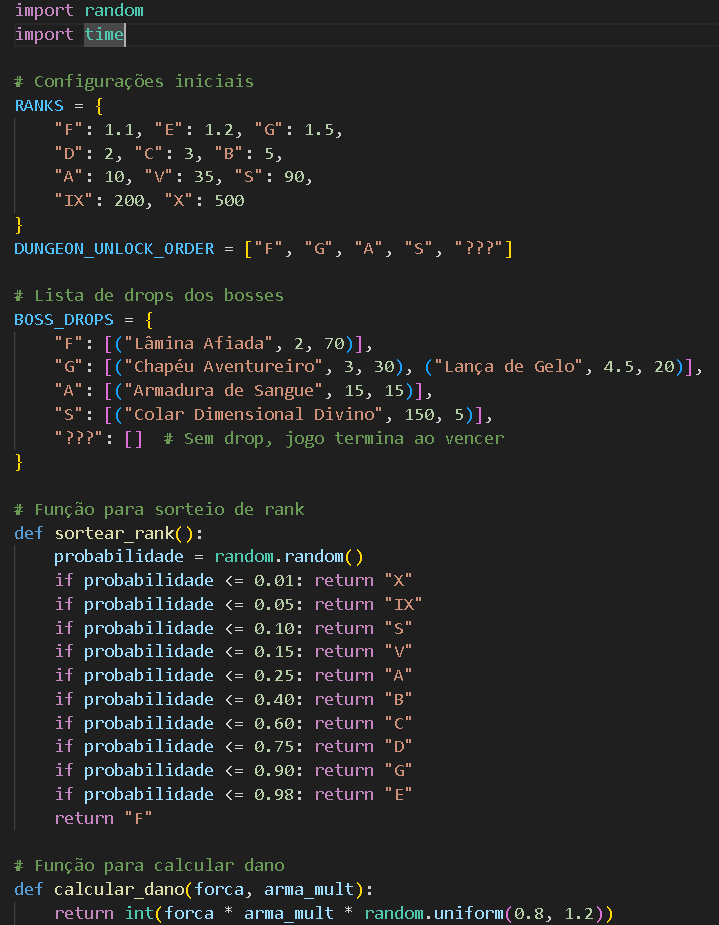 import random
import time
# Configurações iniciais
RANKS = {
"F": 1.1, "E": 1.2, "G": 1.5,
"D": 2, "C": 3, "B": 5,
"A": 10, "V": 35, "S": 90,
"IX": 200, "X": 500
}
DUNGEON_UNLOCK_ORDER = ["F", "G", "A", "S", "???"]
# Lista de drops dos bosses
BOSS_DROPS = {
"F": [("Lâmina Afiada", 2, 70)],
"G": [("Chapéu Aventureiro", 3, 30), ("Lança de Gelo", 4.5, 20)],
"A": [("Armadura de Sangue", 15, 15)],
"S": [("Colar Dimensional Divino", 150, 5)],
"???": []  # Sem drop, jogo termina ao vencer
}
# Função para sorteio de rank
def sortear_rank():
probabilidade = random.random()
if probabilidade <= 0.01: return "X"
if probabilidade <= 0.05: return "IX"
if probabilidade <= 0.10: return "S"
if probabilidade <= 0.15: return "V"
if probabilidade <= 0.25: return "A"
if probabilidade <= 0.40: return "B"
if probabilidade <= 0.60: return "C"
if probabilidade <= 0.75: return "D"
if probabilidade <= 0.90: return "G"
if probabilidade <= 0.98: return "E"
return "F"
# Função para calcular dano
def calcular_dano(forca, arma_mult):
return int(forca * arma_mult * random.uniform(0.8, 1.2))